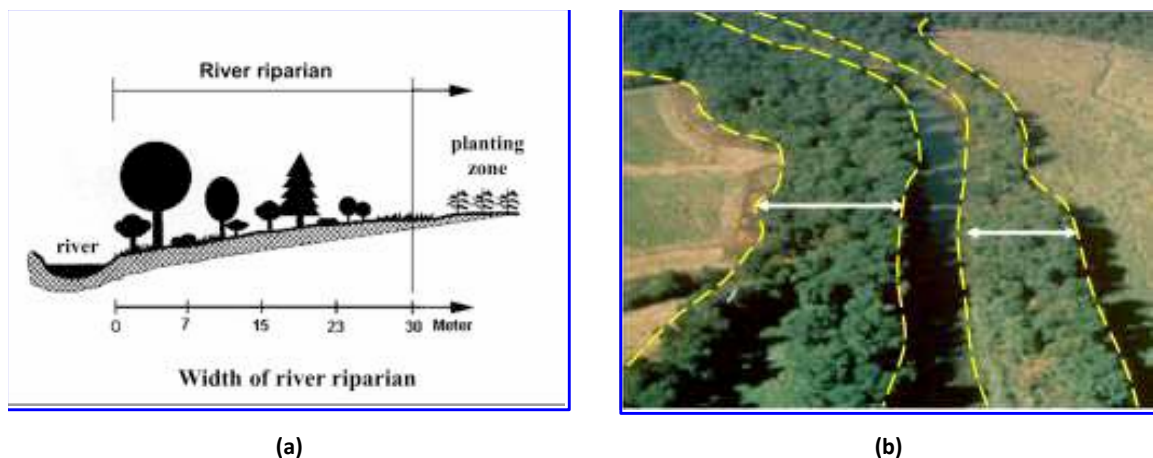 River riparian
planting
zone
river
0 7 15 23 30 Meter
Width of river riparian
(a)
(b)